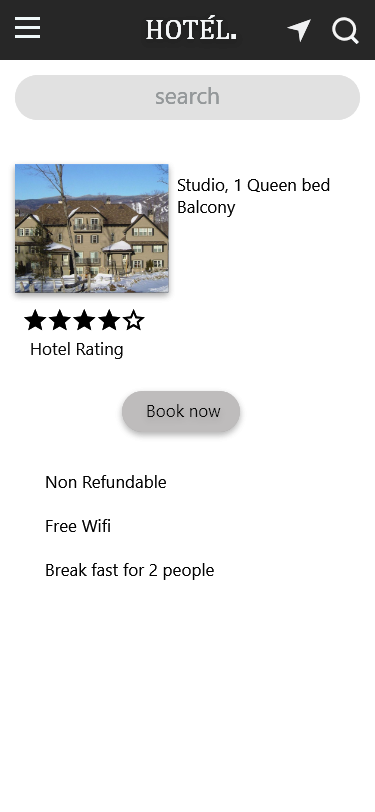 HOTÉL.
search
Studio, 1 Queen bed
Balcony
Hotel Rating
Book now
Non Refundable
Free Wifi
Break fast for 2 people